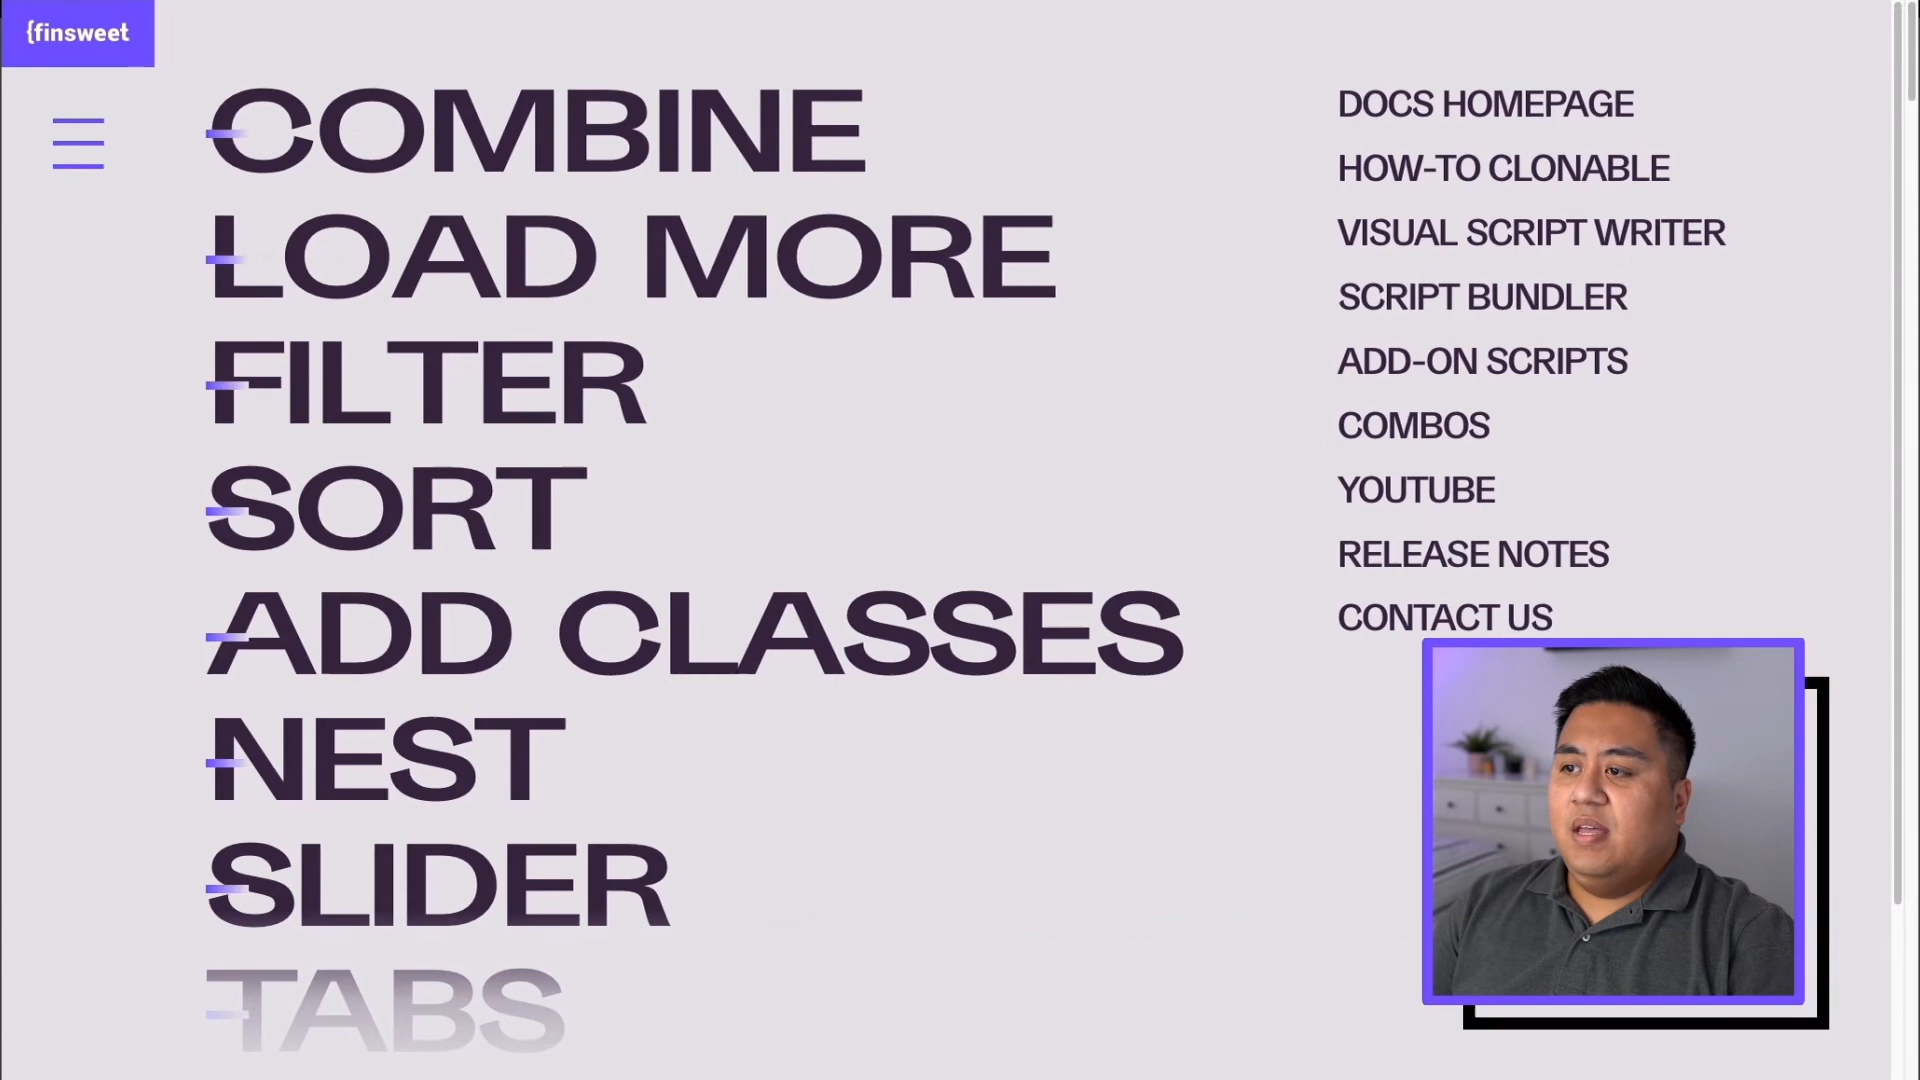 {finsweet
COMBINE
LOAD MORE
FILTER
SORT
ADD CLASSES
NEST
SLIDER
TABS
DOCS HOMEPAGE
HOW-TO CLONABLE
VISUAL SCRIPT WRITER
SCRIPT BUNDLER
ADD-ON SCRIPTS
COMBOS
YOUTUBE
RELEASE NOTES
CONTACT US